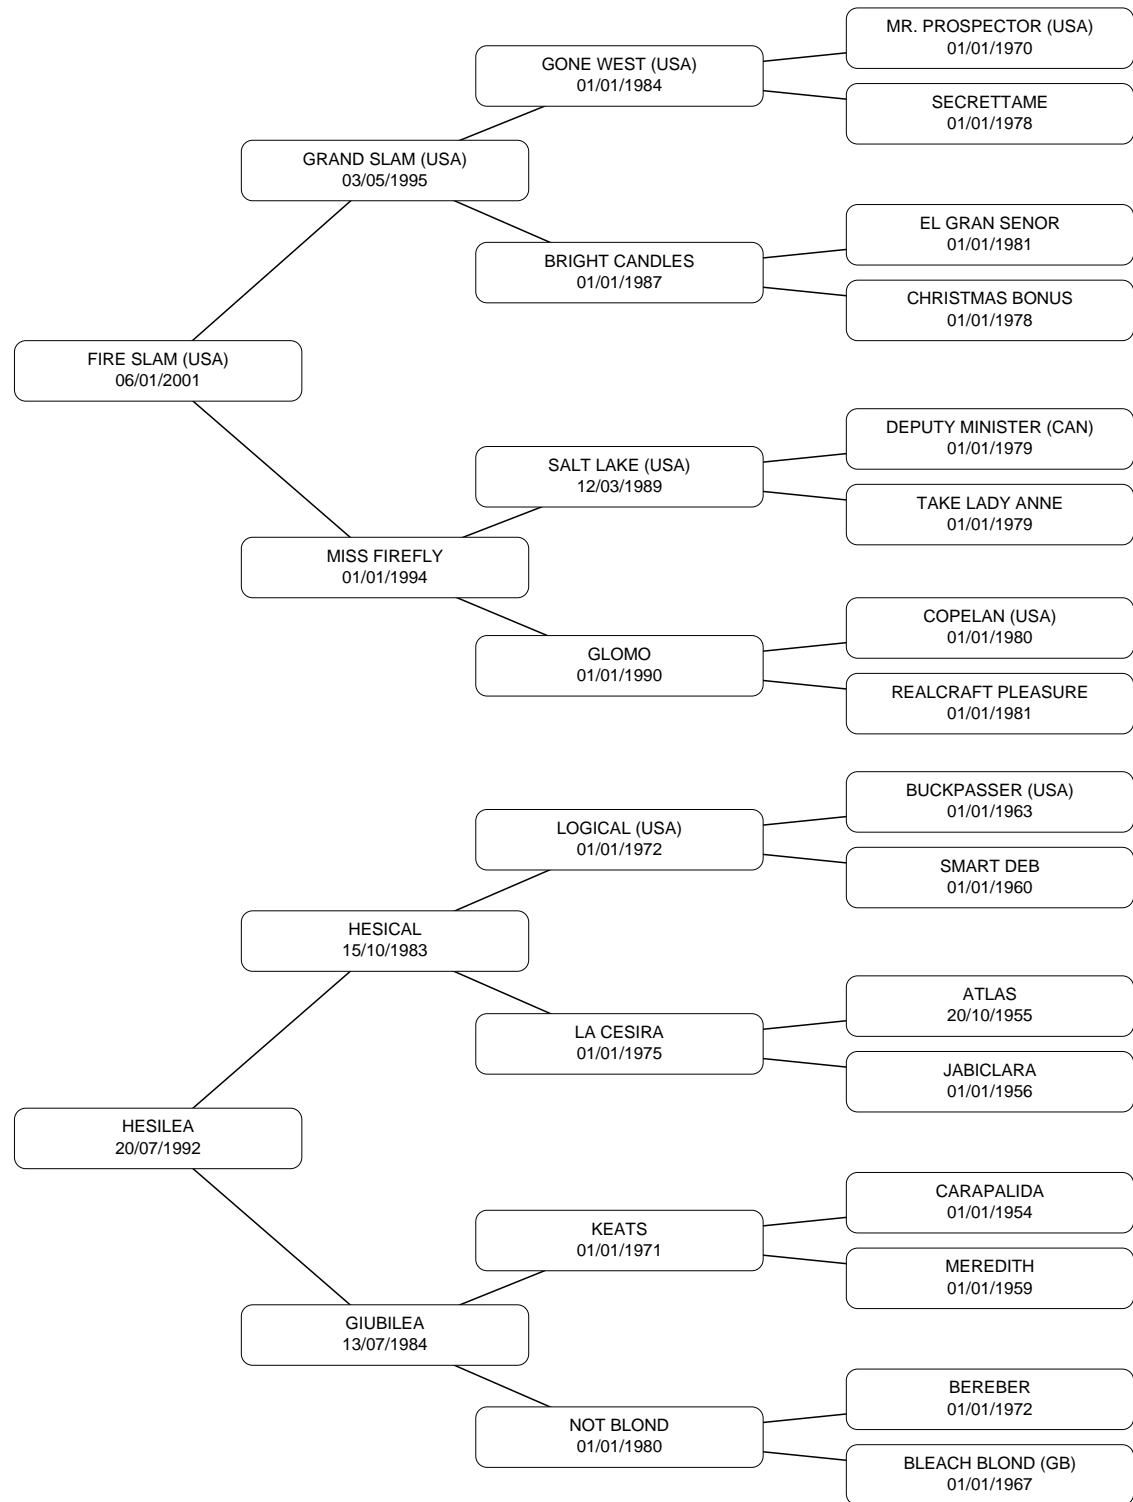 MR. PROSPECTOR (USA)
01/01/1970
GONE WEST (USA)
01/01/1984
SECRETTAME
01/01/1978
GRAND SLAM (USA)
03/05/1995
EL GRAN SENOR
01/01/1981
BRIGHT CANDLES
01/01/1987
CHRISTMAS BONUS
01/01/1978
FIRE SLAM (USA)
06/01/2001
DEPUTY MINISTER (CAN)
01/01/1979
SALT LAKE (USA)
12/03/1989
TAKE LADY ANNE
01/01/1979
MISS FIREFLY
01/01/1994
COPELAN (USA)
01/01/1980
GLOMO
01/01/1990
REALCRAFT PLEASURE
01/01/1981
BUCKPASSER (USA)
01/01/1963
LOGICAL (USA)
01/01/1972
SMART DEB
01/01/1960
HESICAL
15/10/1983
ATLAS
20/10/1955
LA CESIRA
01/01/1975
JABICLARA
01/01/1956
HESILEA
20/07/1992
CARAPALIDA
01/01/1954
KEATS
01/01/1971
MEREDITH
01/01/1959
GIUBILEA
13/07/1984
BEREBER
01/01/1972
NOT BLOND
01/01/1980
BLEACH BLOND (GB)
01/01/1967